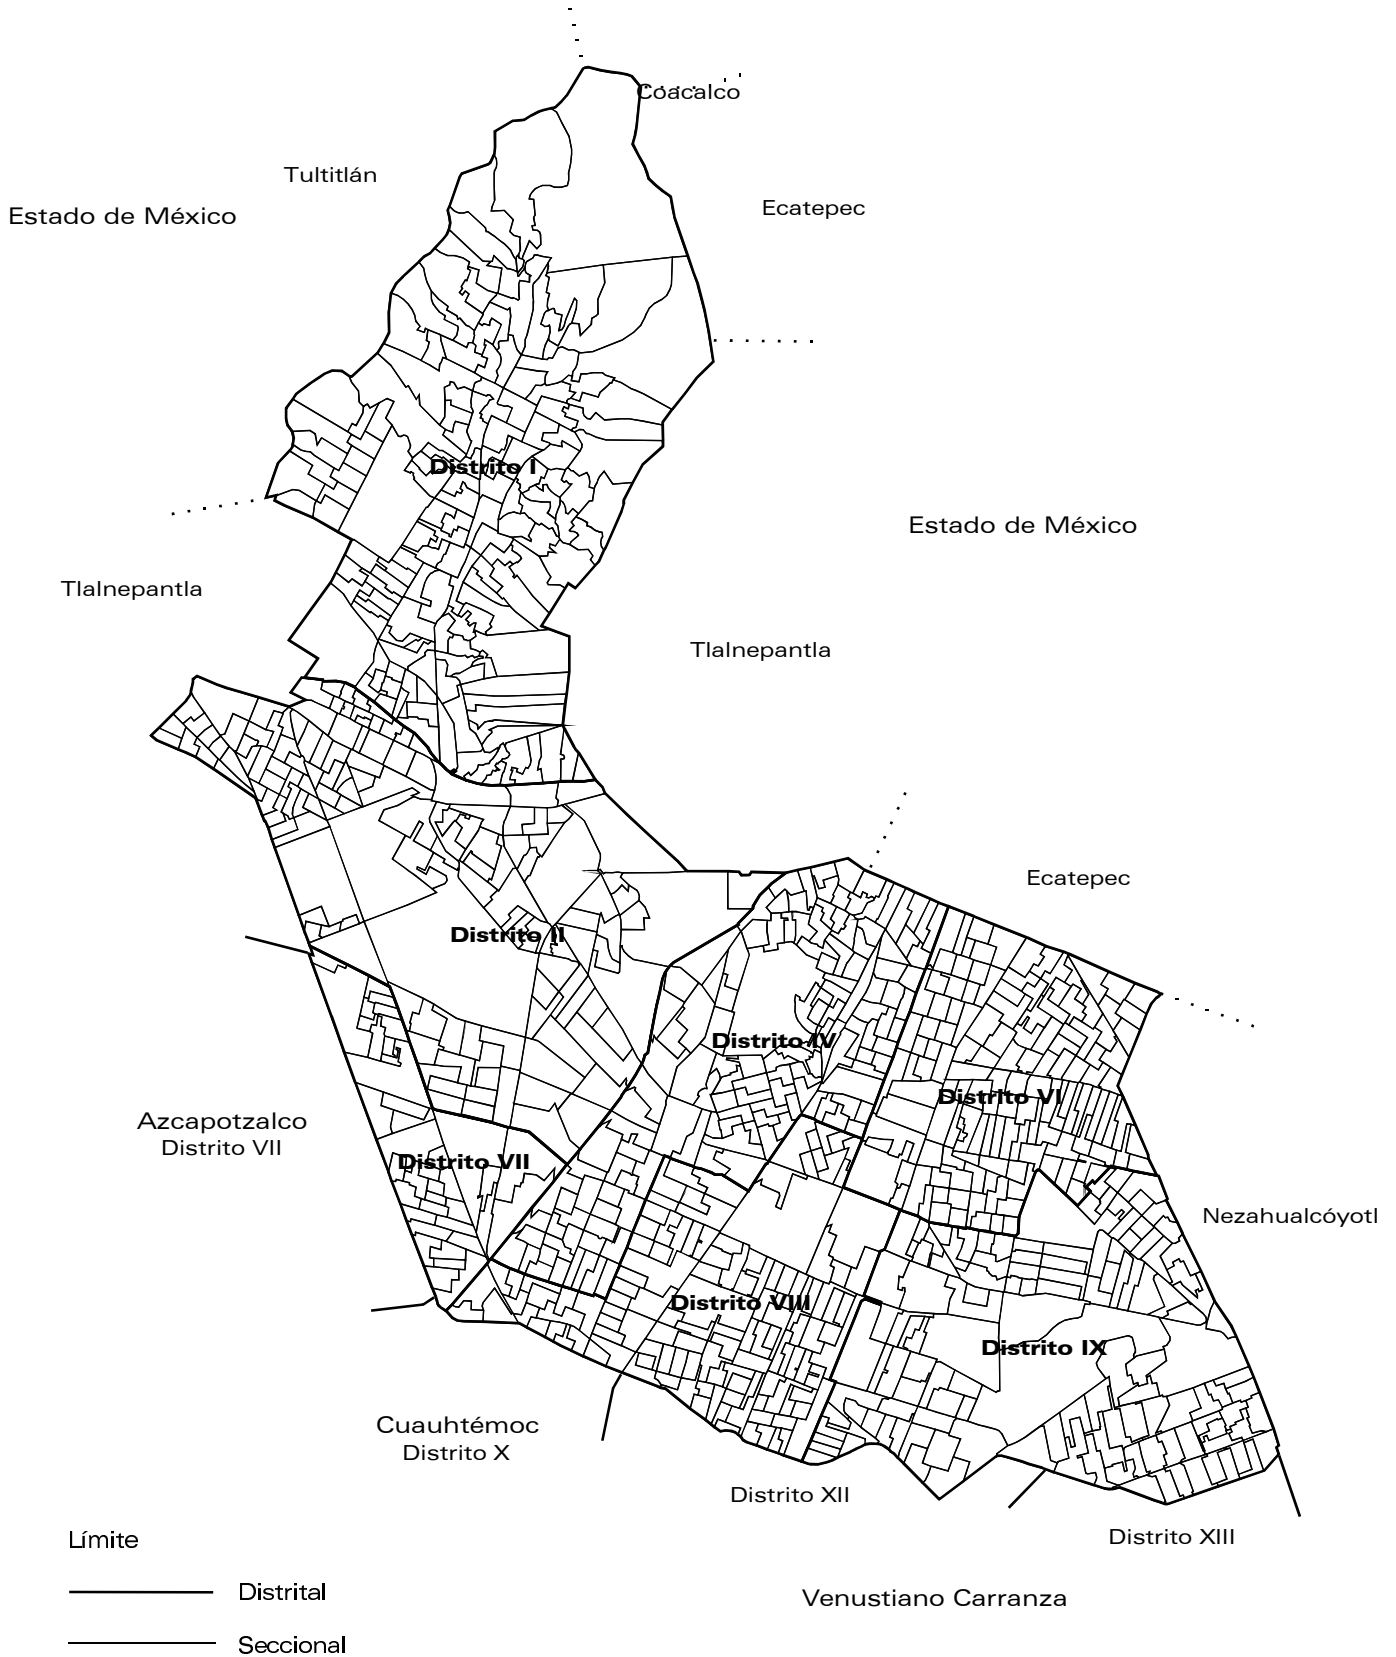 Coacalco
Tultitlán
Estado de México
Ecatepec
Distrito I
Estado de México
Tlalnepantla
Tlalnepantla
Ecatepec
Distrito II
Distrito IV
Distrito VI
Azcapotzalco
Distrito VII
Distrito VII
Nezahualcóyotl
Distrito VIII
Distrito IX
Cuauhtémoc
Distrito X
Distrito XII
Distrito XIII
Límite
Distrital
Venustiano Carranza
Seccional